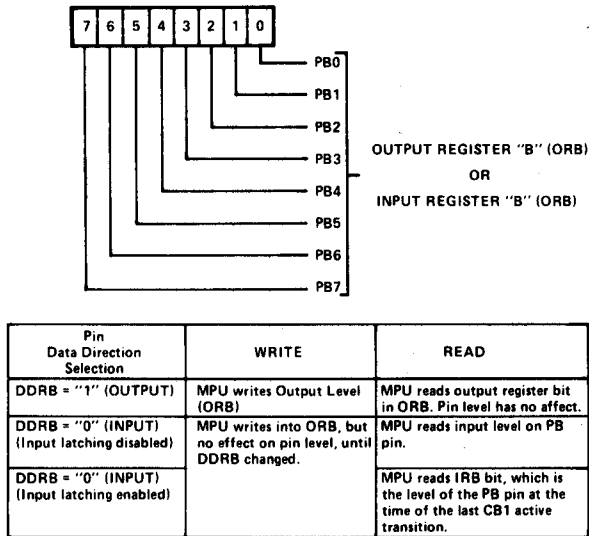 7 6 5 4 3 2 1 0
PB0
PB1
PB2
PB3
PB4
PB5
PB6
PB7
OUTPUT REGISTER "B" (ORB)
OR
INPUT REGISTER "B" (ORB)
Pin
Data Direction
Selection
WRITE
READ
DDRB = "1" (OUTPUT)
MPU writes Output Level
(ORB)
MPU reads output register bit
in ORB. Pin level has no affect.
DDRB = "0" (INPUT)
(Input latching disabled)
MPU writes into ORB, but
no effect on pin level, until
DDRB changed.
MPU reads input level on PB
pin.
DDRB = "0" (INPUT)
(Input latching enabled)
MPU reads IRB bit, which is
the level of the PB pin at the
time of the last CB1 active
transition.